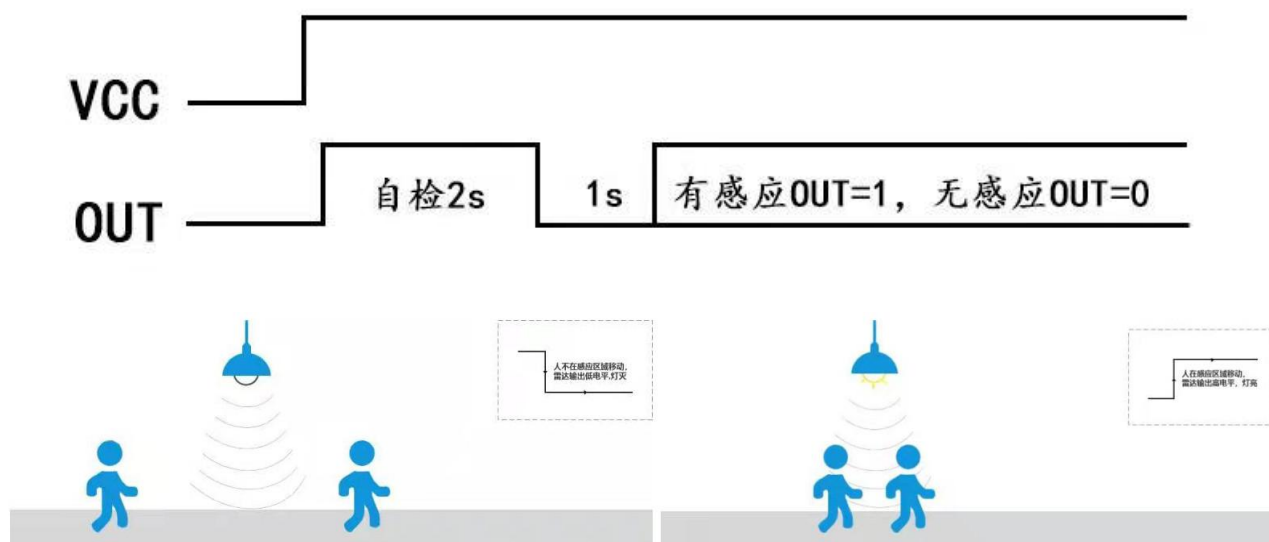 VCC
OUT
自检2s
1s
有感应OUT=1，无感应OUT=0
人不在感应区域移动，
雷达输出低电平,灯灭
人在感应区域移动，
雷达输出高电平，灯亮